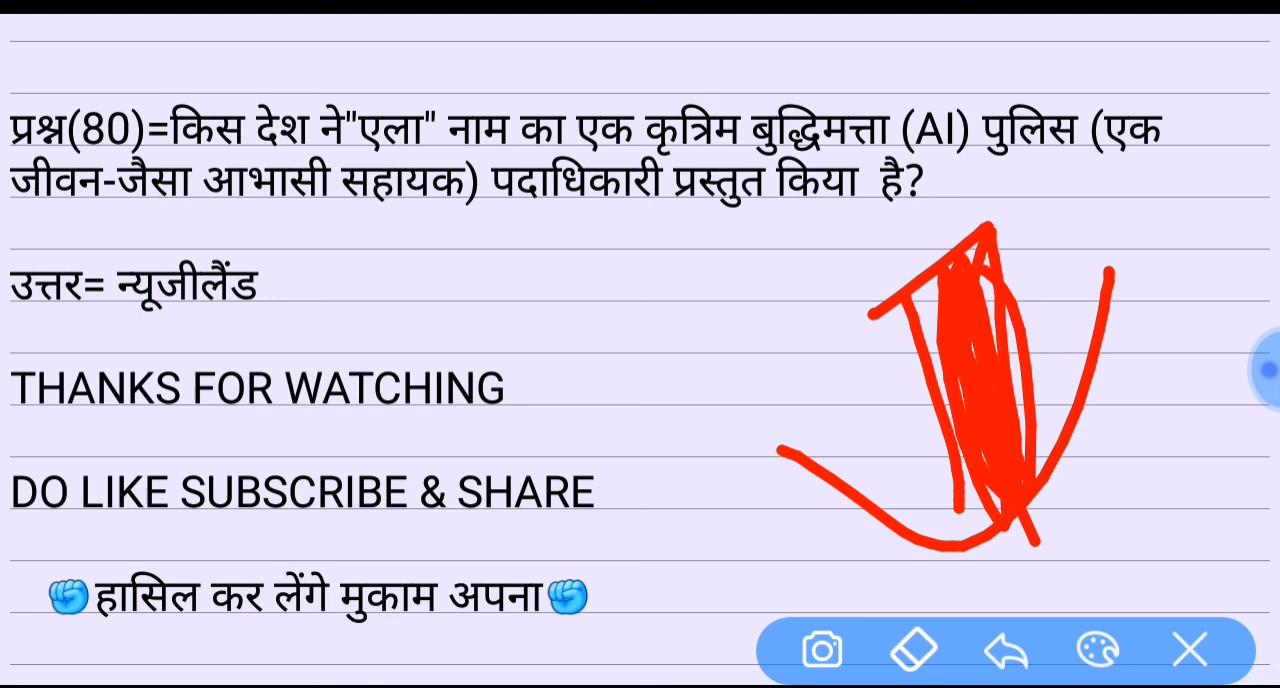 प्रश्न(80)=किस देश ने"एला" नाम का एक कृत्रिम बुद्धिमत्ता (AI) पुलिस (एक
जीवन-जैसा आभासी सहायक) पदाधिकारी प्रस्तुत किया है?
उत्तर= न्यूजीलैंड
THANKS FOR WATCHING
DO LIKE SUBSCRIBE & SHARE
✊हासिल कर लेंगे मुकाम अपना✊